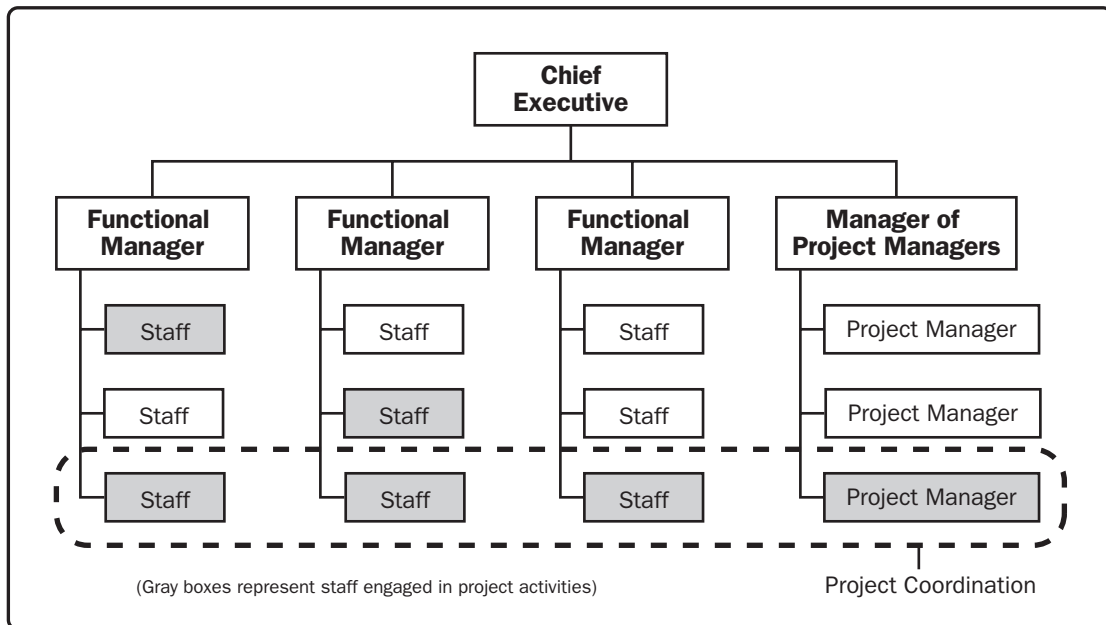 Chief
Executive
Functional
Manager
Functional
Manager
Functional
Manager
Manager of
Project Managers
Staff
Staff
Staff
Project Manager
Staff
Staff
Staff
Project Manager
Staff
Staff
Staff
Project Manager
(Gray boxes represent staff engaged in project activities)
Project Coordination